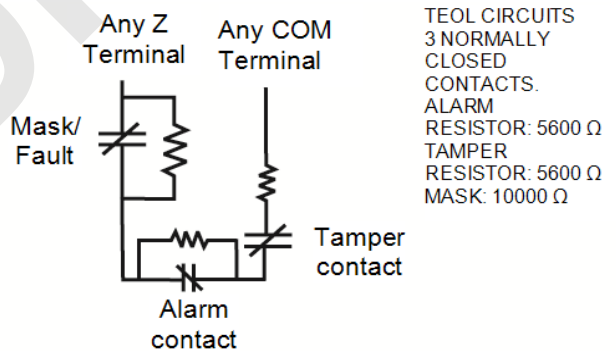 Any Z
Terminal
Any COM
Terminal
Mask/
Fault
Tamper
contact
Alarm
contact
TEOL CIRCUITS
3 NORMALLY
CLOSED
CONTACTS.
ALARM
RESISTOR: 5600 Ω
TAMPER
RESISTOR: 5600 Ω
MASK: 10000 Ω